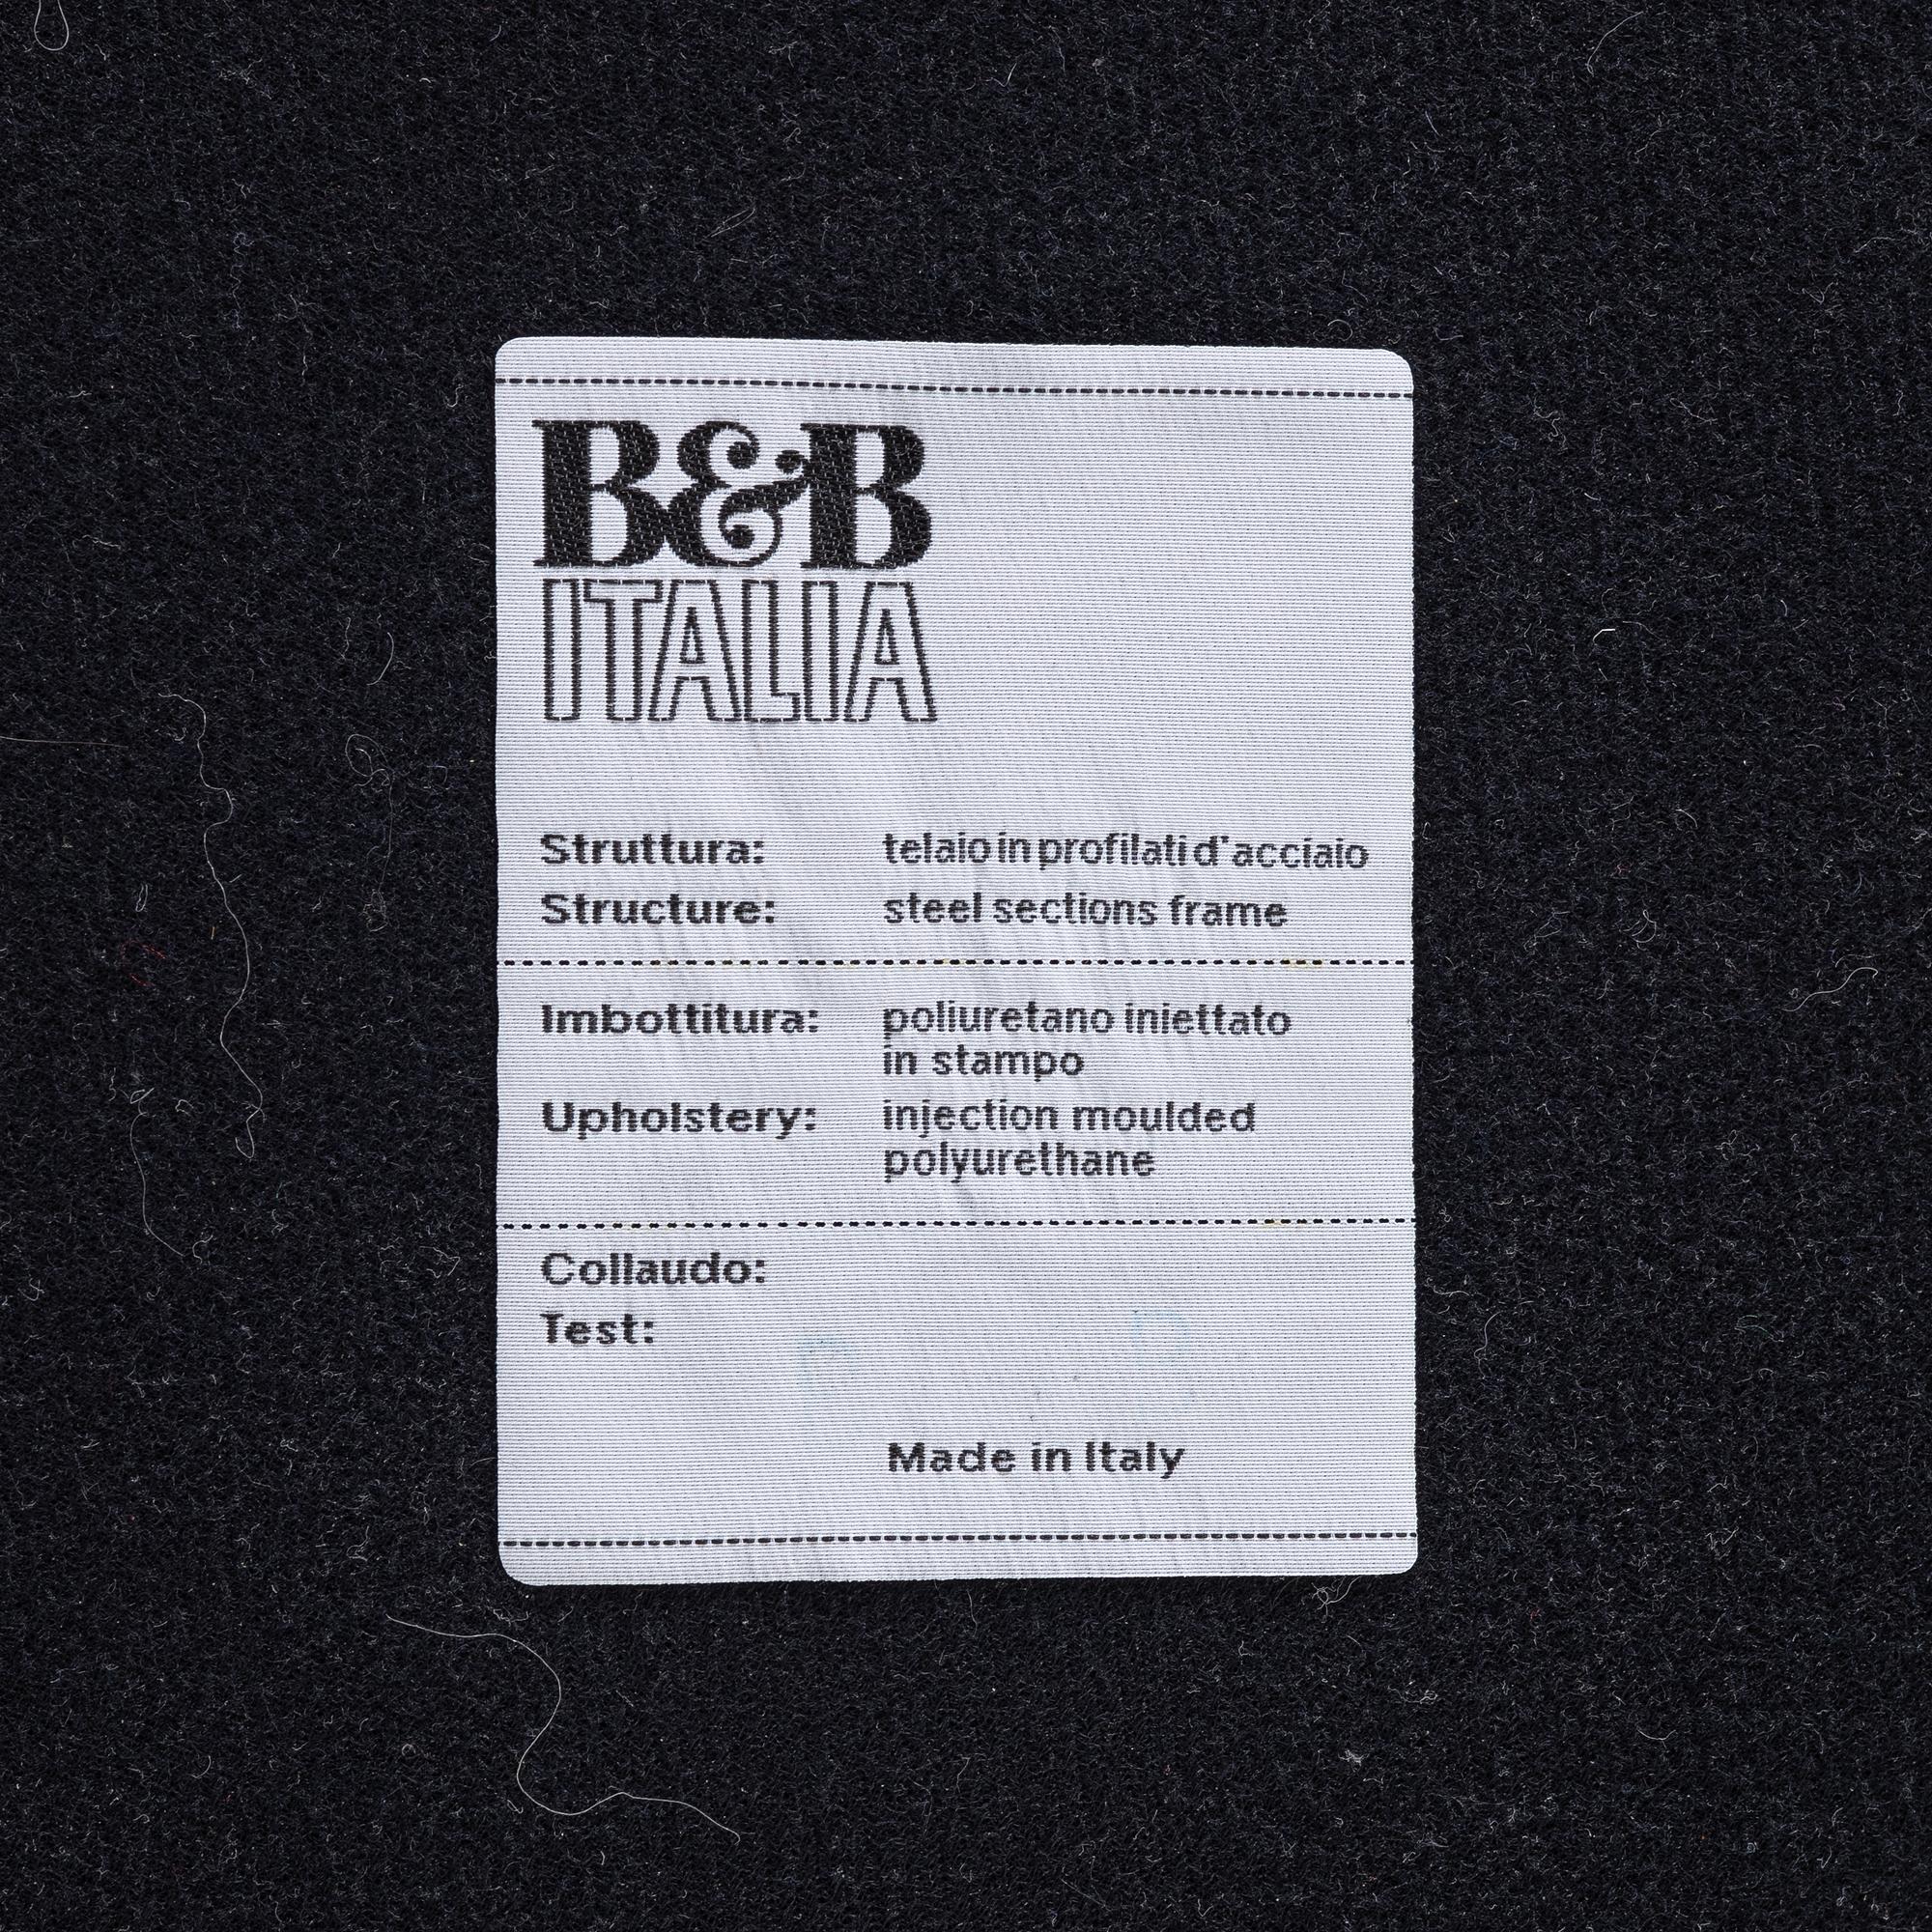 B&B
ITALIA
Struttura: telaio in profilati d'acciaio
Structure: steel sections frame
Imbottitura: poliuretano iniettato
in stampo
Upholstery: injection moulded
polyurethane
Collaudo:
Test:
Made in Italy